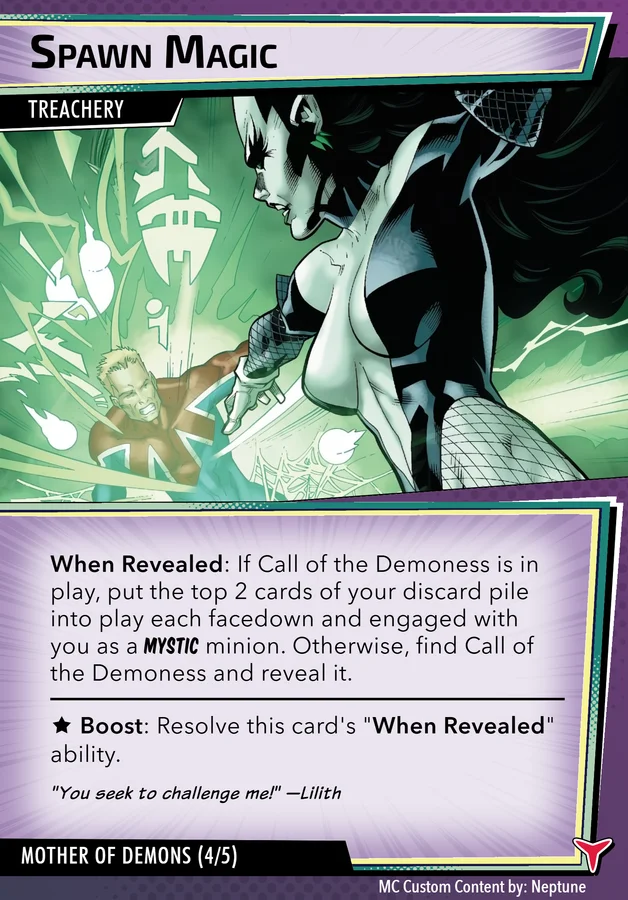 Spawn Magic
TREACHERY
When Revealed: If Call of the Demoness is in
play, put the top 2 cards of your discard pile
into play each facedown and engaged with
you as a MYSTIC minion. Otherwise, find Call of
the Demoness and reveal it.
★ Boost: Resolve this card's "When Revealed"
ability.
"You seek to challenge me!" —Lilith
MOTHER OF DEMONS (4/5)
MC Custom Content by: Neptune